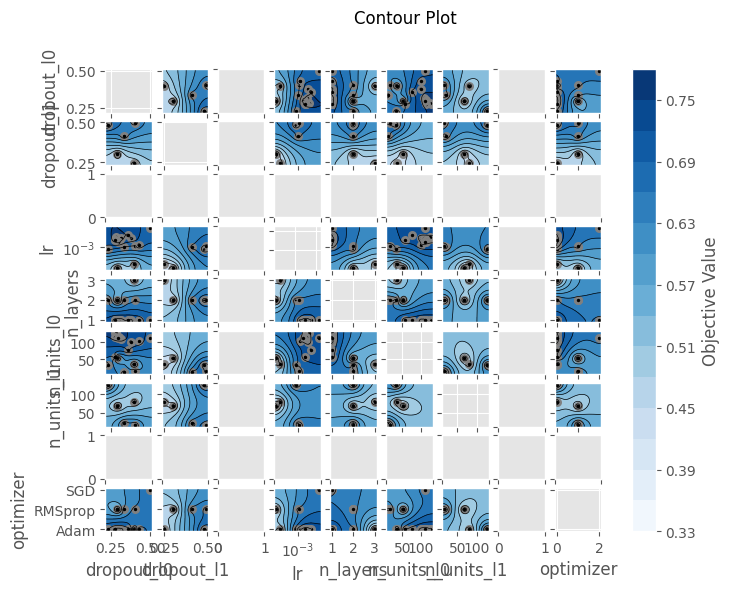 Contour Plot
dropout_l0
0.50
0.25
dropout_l1
0.50
0.25
1
0
lr
10^-3
n_layers
3
2
1
n_units_l0
100
50
n_units_l1
100
50
1
0
optimizer
SGD
RMSprop
Adam
0.25 0.50
0.25 0.50
1
10^-3
1 2 3
50 100
50 100
0 1
0 2
dropout_l0 dropout_l1 lr n_layers n_units_l0 n_units_l1 optimizer
0.75
0.69
0.63
0.57
0.51
0.45
0.39
0.33
Objective Value